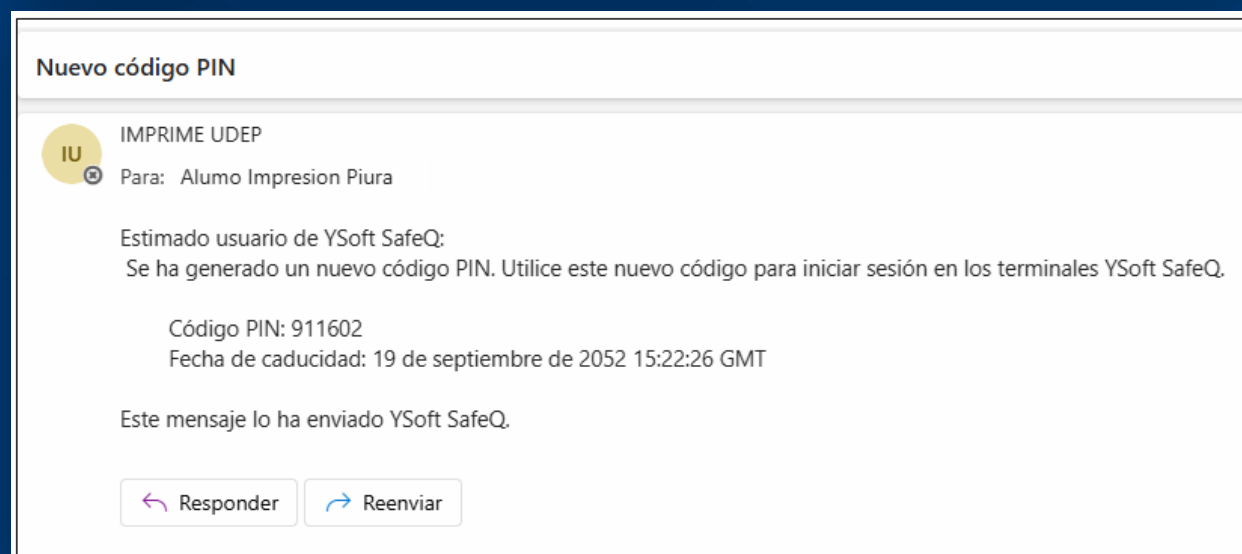 Nuevo código PIN
IU
IMPRIME UDEP
Para: Alumo Impresion Piura
Estimado usuario de YSoft SafeQ:
Se ha generado un nuevo código PIN. Utilice este nuevo código para iniciar sesión en los terminales YSoft SafeQ.
Código PIN: 911602
Fecha de caducidad: 19 de septiembre de 2052 15:22:26 GMT
Este mensaje lo ha enviado YSoft SafeQ.
Responder
Reenviar